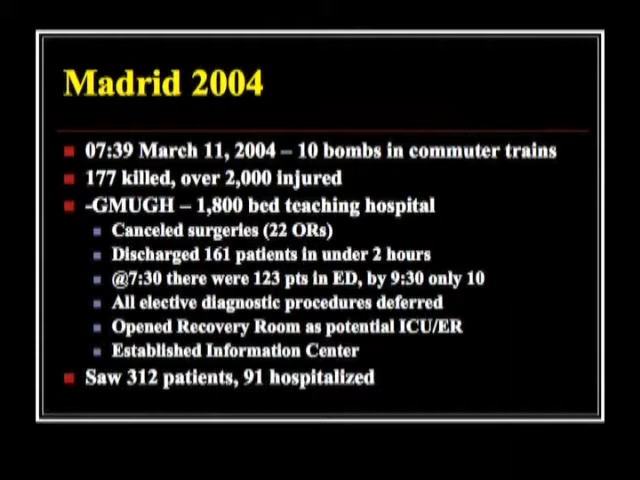 Madrid 2004
07:39 March 11, 2004 – 10 bombs in commuter trains
177 killed, over 2,000 injured
-GMUGH – 1,800 bed teaching hospital
Canceled surgeries (22 ORs)
Discharged 161 patients in under 2 hours
@7:30 there were 123 pts in ED, by 9:30 only 10
All elective diagnostic procedures deferred
Opened Recovery Room as potential ICU/ER
Established Information Center
Saw 312 patients, 91 hospitalized